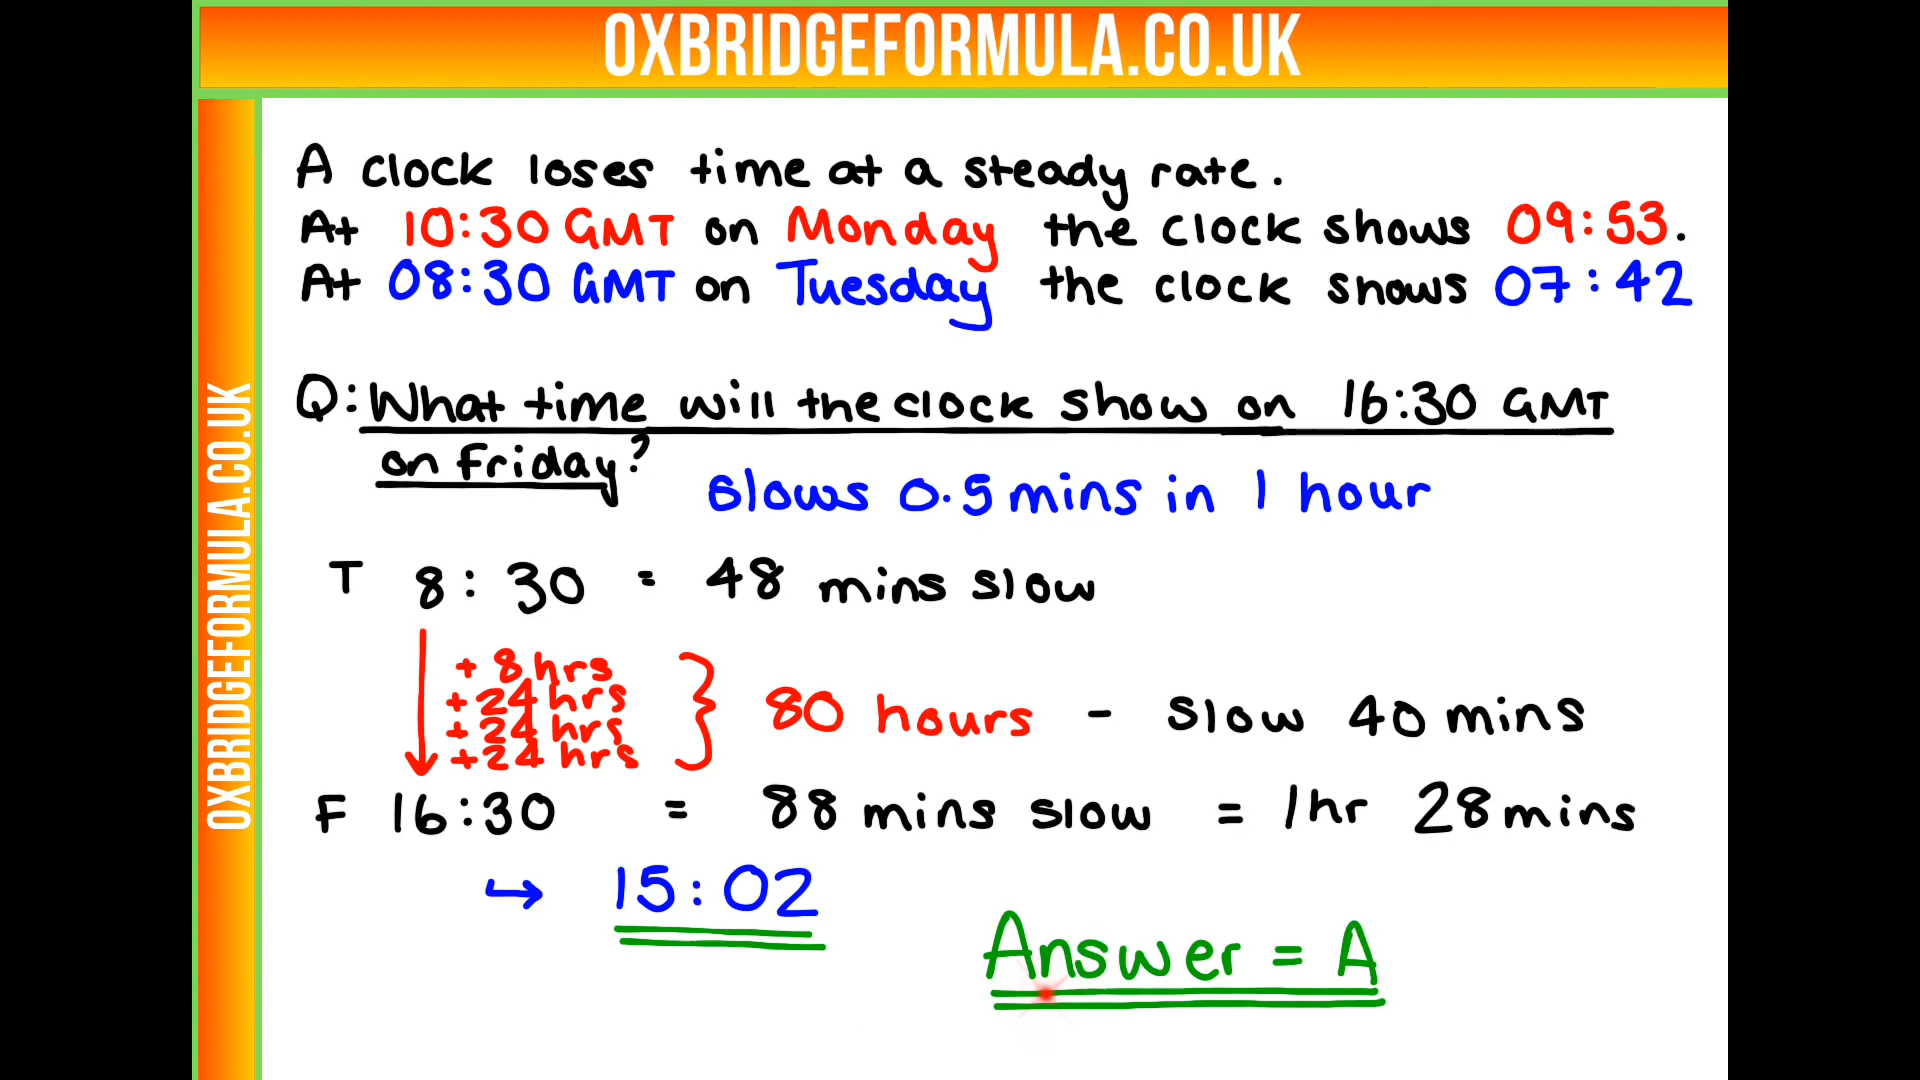 OXBRIDGEFORMULA.CO.UK
OXBRIDGEFORMULA.CO.UK
A clock loses time at a steady rate.
At 10:30 GMT on Monday the clock shows 09:53.
At 08:30 GMT on Tuesday the clock shows 07:42
Q: What time will the clock show on 16:30 GMT
on Friday?
slows 0.5 mins in 1 hour
T 8:30 = 48 mins slow
+ 8 hrs
+ 24 hrs
+ 24 hrs
+ 24 hrs
} 80 hours - slow 40 mins
F 16:30 = 88 mins slow = 1hr 28 mins
↪ 15:02
Answer = A